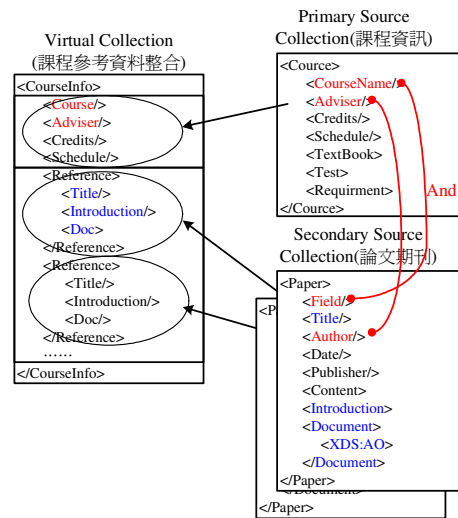 Virtual Collection
(課程參考資料整合)
<CourseInfo>
<Course/>
<Adviser/>
<Credits/>
<Schedule/>
<Reference>
<Title/>
<Introduction/>
<Doc>
</Reference>
<Reference>
<Title/>
<Introduction/>
<Doc/>
</Reference>
……
</CourseInfo>
Primary Source
Collection(課程資訊)
<Cource>
<CourseName/>
<Adviser/>
<Credits/>
<Schedule/>
<TextBook>
<Test>
<Requirment>
</Cource>
And
Secondary Source
Collection(論文期刊)
<Paper>
<Field/>
<Title/>
<Author/>
<Date/>
<Publisher/>
<Content>
<Introduction>
<Document>
<XDS:AO>
</Document>
</Paper>
<P
</Document>
</Paper>